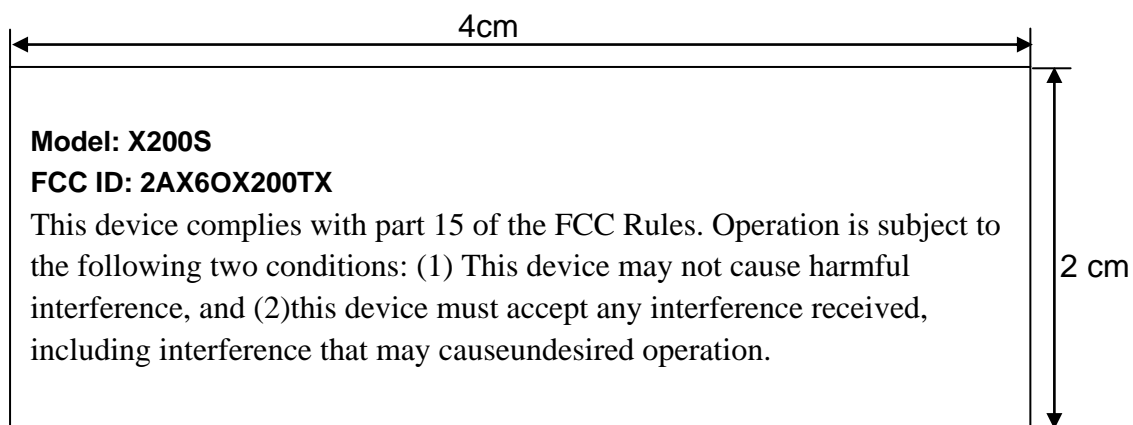 4cm
Model: X200S
FCC ID: 2AX6OX200TX
This device complies with part 15 of the FCC Rules. Operation is subject to
the following two conditions: (1) This device may not cause harmful
interference, and (2)this device must accept any interference received,
including interference that may causeundesired operation.
2 cm